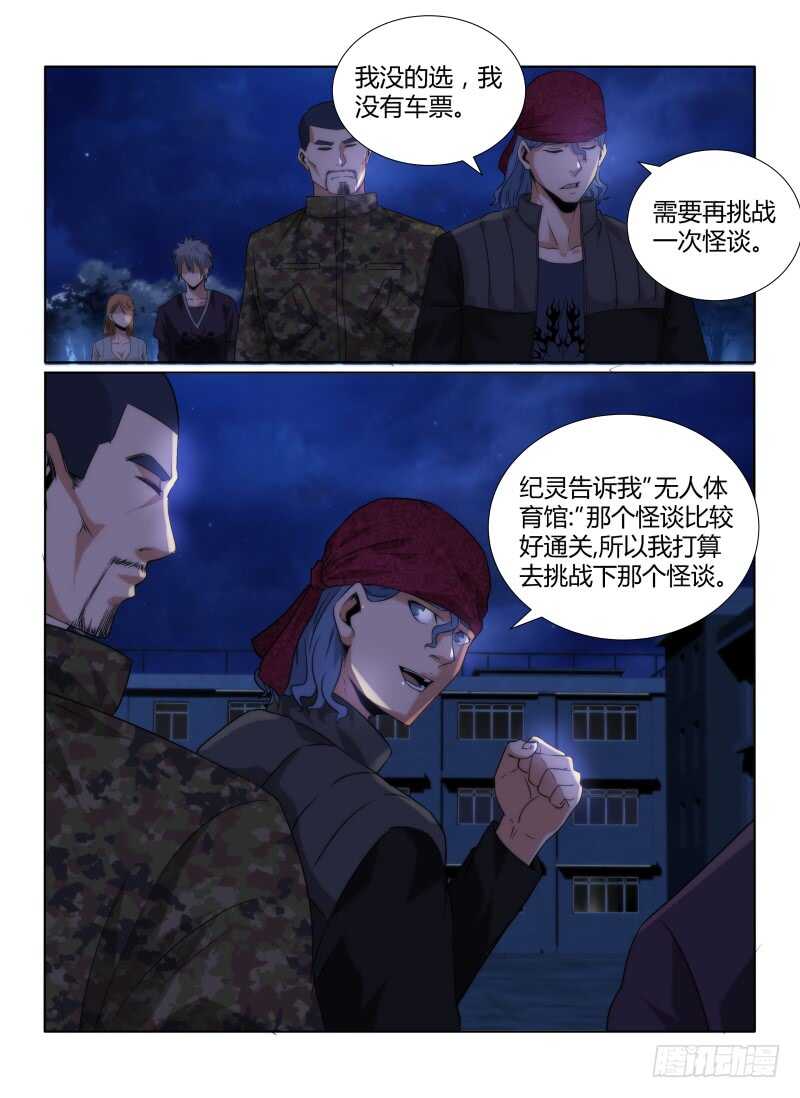 我没的选，我
没有车票。
需要再挑战
一次怪谈。
纪灵告诉我"无人体
育馆:"那个怪谈比较
好通关,所以我打算
去挑战下那个怪谈。
腾讯动漫